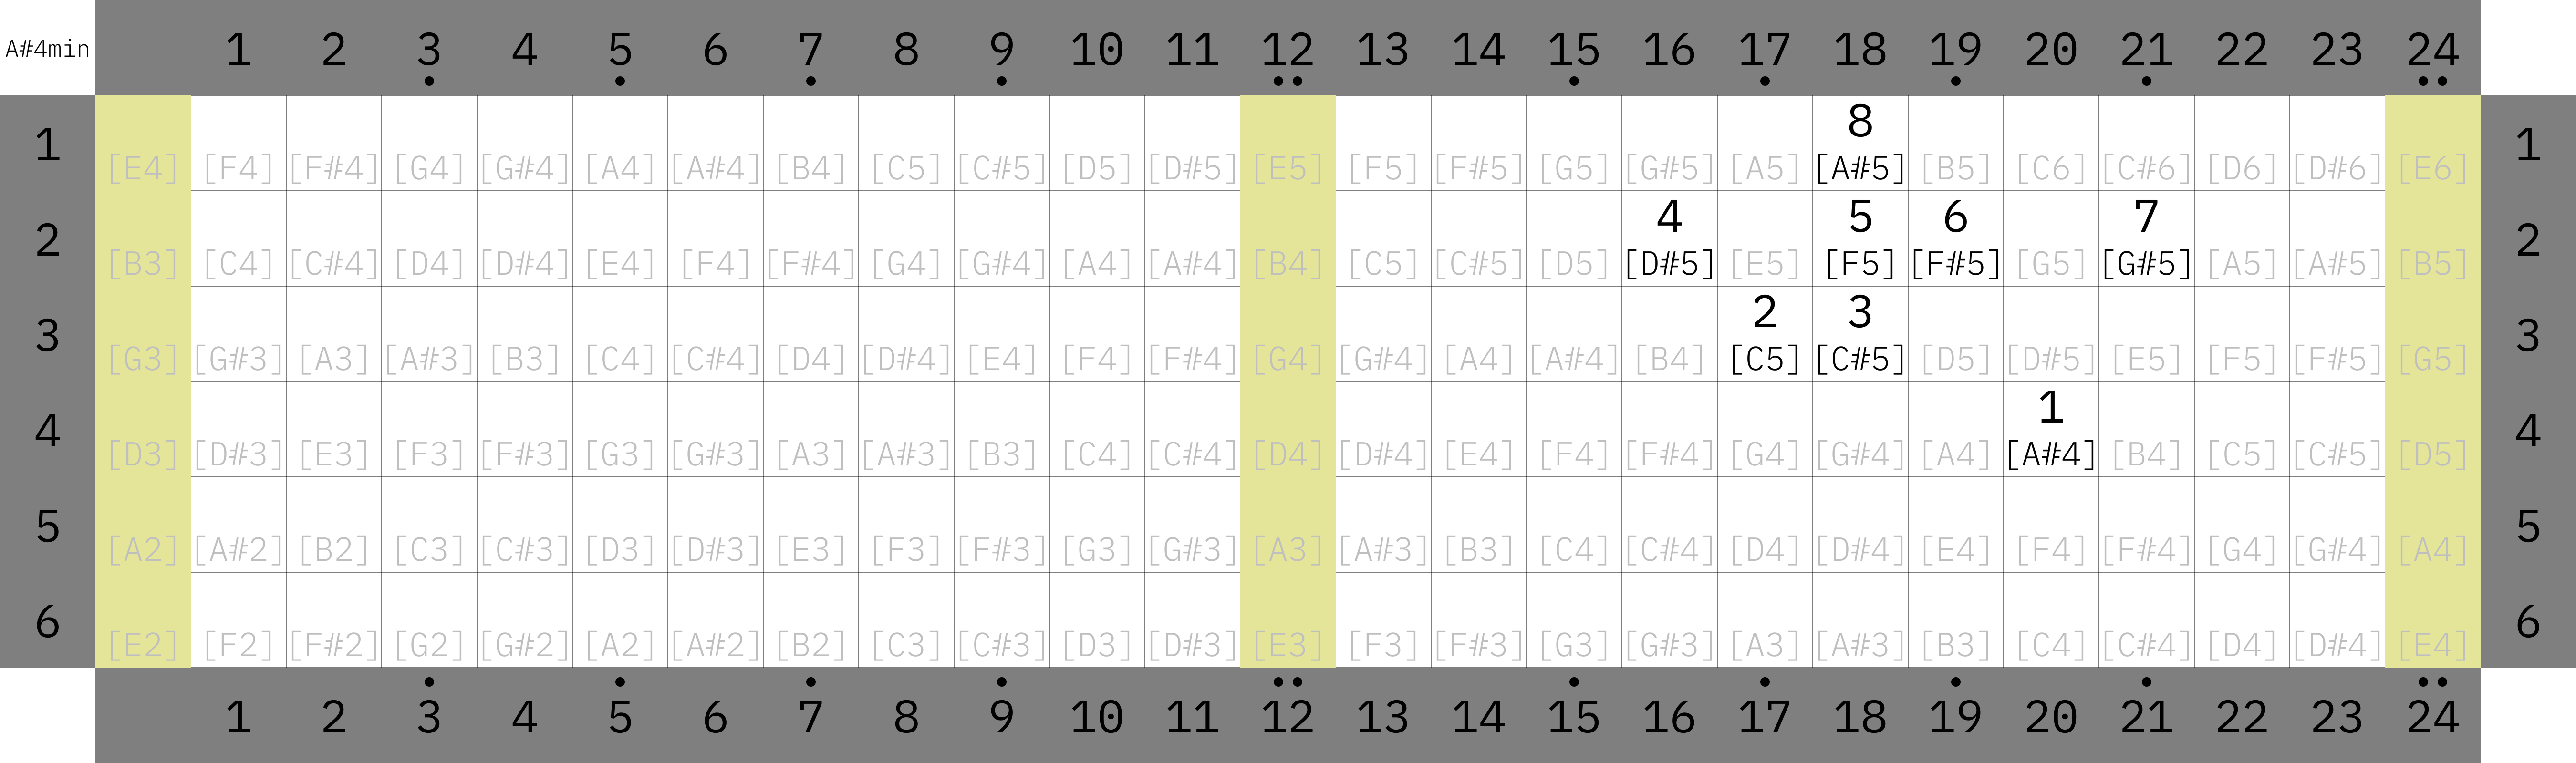 A#4min 1 2 3 4 5 6 7 8 9 10 11 12 13 14 15 16 17 18 19 20 21 22 23 24
8
1 [E4] [F4] [F#4] [G4] [G#4] [A4] [A#4] [B4] [C5] [C#5] [D5] [D#5] [E5] [F5] [F#5] [G5] [G#5] [A5] [A#5] [B5] [C6] [C#6] [D6] [D#6] [E6] 1
4 5 6 7
2 [B3] [C4] [C#4] [D4] [D#4] [E4] [F4] [F#4] [G4] [G#4] [A4] [A#4] [B4] [C5] [C#5] [D5] [D#5] [E5] [F5] [F#5] [G5] [G#5] [A5] [A#5] [B5] 2
2 3
3 [G3] [G#3] [A3] [A#3] [B3] [C4] [C#4] [D4] [D#4] [E4] [F4] [F#4] [G4] [G#4] [A4] [A#4] [B4] [C5] [C#5] [D5] [D#5] [E5] [F5] [F#5] [G5] 3
1
4 [D3] [D#3] [E3] [F3] [F#3] [G3] [G#3] [A3] [A#3] [B3] [C4] [C#4] [D4] [D#4] [E4] [F4] [F#4] [G4] [G#4] [A4] [A#4] [B4] [C5] [C#5] [D5] 4
5 [A2] [A#2] [B2] [C3] [C#3] [D3] [D#3] [E3] [F3] [F#3] [G3] [G#3] [A3] [A#3] [B3] [C4] [C#4] [D4] [D#4] [E4] [F4] [F#4] [G4] [G#4] [A4] 5
6 [E2] [F2] [F#2] [G2] [G#2] [A2] [A#2] [B2] [C3] [C#3] [D3] [D#3] [E3] [F3] [F#3] [G3] [G#3] [A3] [A#3] [B3] [C4] [C#4] [D4] [D#4] [E4] 6
1 2 3 4 5 6 7 8 9 10 11 12 13 14 15 16 17 18 19 20 21 22 23 24